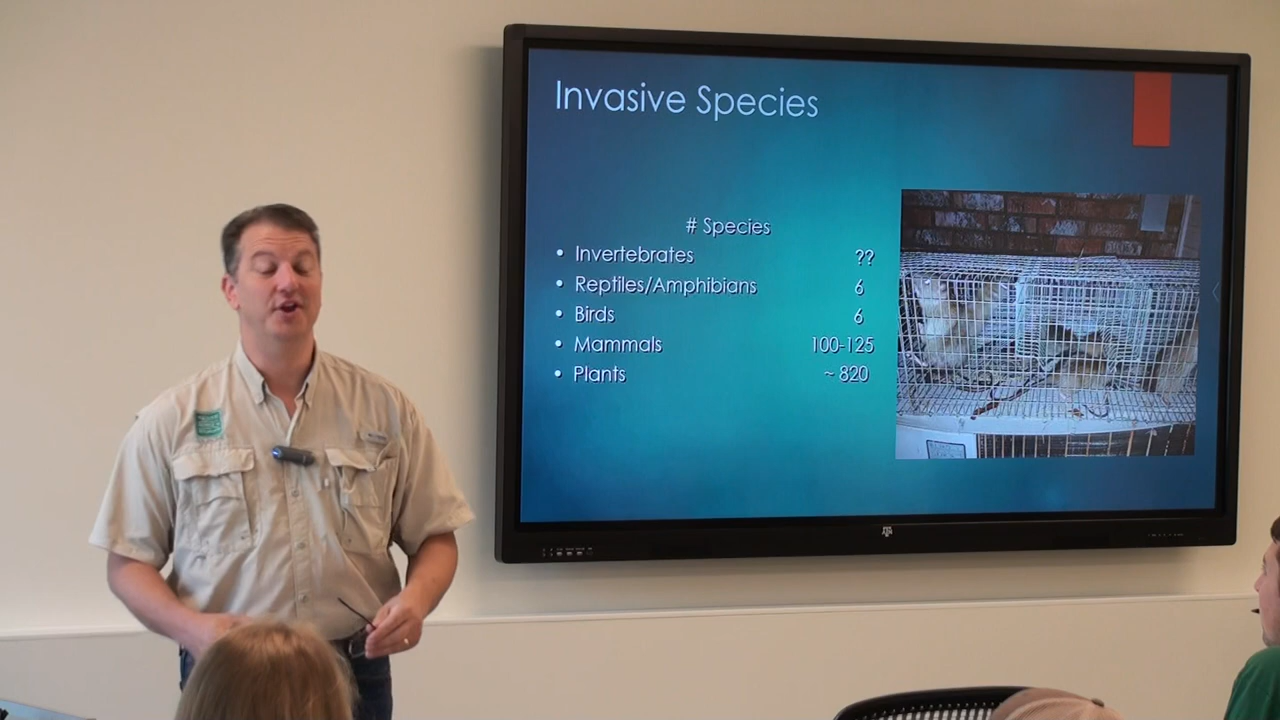 Invasive Species
# Species
• Invertebrates ??
• Reptiles/Amphibians 6
• Birds 6
• Mammals 100-125
• Plants ~ 820